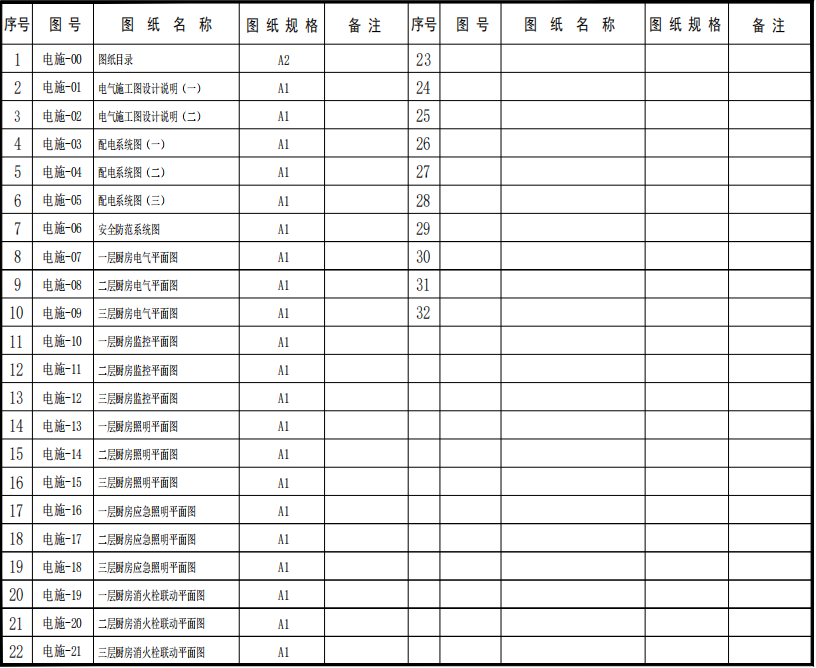 序号 图 号 图 纸 名 称 图 纸 规 格 备 注 序号 图 号 图 纸 名 称 图 纸 规 格 备 注
1 电施-00 图纸目录 A2 23
2 电施-01 电气施工图设计说明（一） A1 24
3 电施-02 电气施工图设计说明（二） A1 25
4 电施-03 配电系统图（一） A1 26
5 电施-04 配电系统图（二） A1 27
6 电施-05 配电系统图（三） A1 28
7 电施-06 安全防范系统图 A1 29
8 电施-07 一层厨房电气平面图 A1 30
9 电施-08 二层厨房电气平面图 A1 31
10 电施-09 三层厨房电气平面图 A1 32
11 电施-10 一层厨房监控平面图 A1
12 电施-11 二层厨房监控平面图 A1
13 电施-12 三层厨房监控平面图 A1
14 电施-13 一层厨房照明平面图 A1
15 电施-14 二层厨房照明平面图 A1
16 电施-15 三层厨房照明平面图 A1
17 电施-16 一层厨房应急照明平面图 A1
18 电施-17 二层厨房应急照明平面图 A1
19 电施-18 三层厨房应急照明平面图 A1
20 电施-19 一层厨房消火栓联动平面图 A1
21 电施-20 二层厨房消火栓联动平面图 A1
22 电施-21 三层厨房消火栓联动平面图 A1